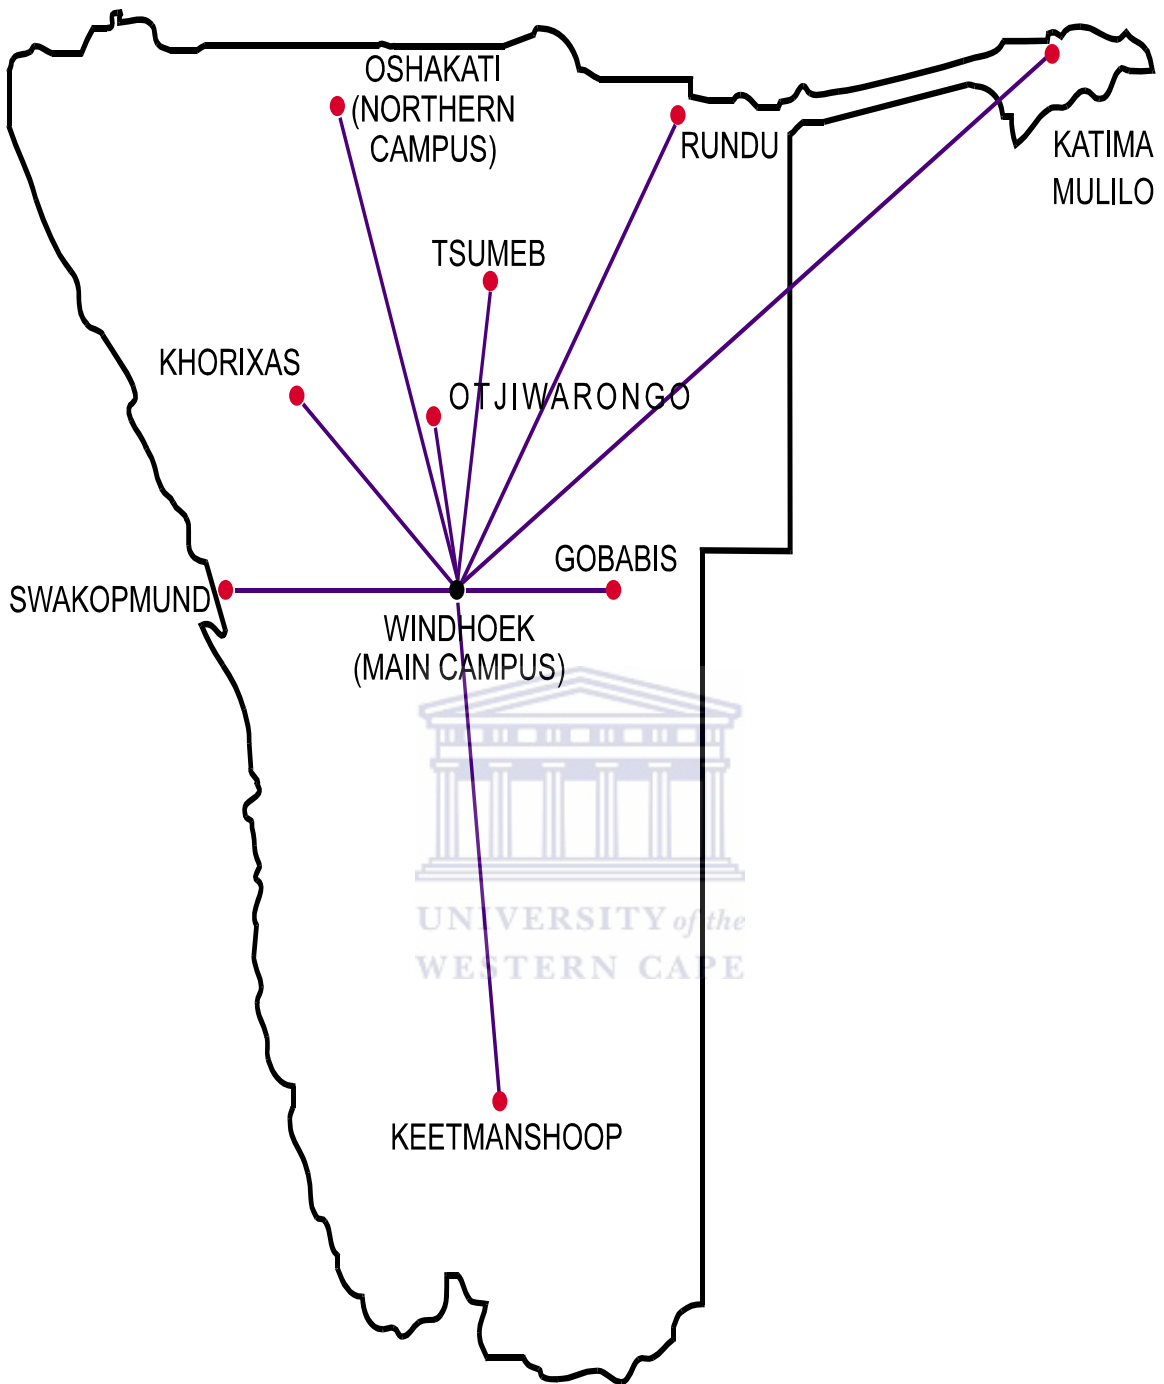 OSHAKATI
(NORTHERN
CAMPUS)
RUNDU
KATIMA
MULILO
TSUMEB
KHORIXAS
OTJIWARONGO
GOBABIS
SWAKOPMUND
WINDHOEK
(MAIN CAMPUS)
UNIVERSITY of the
WESTERN CAPE
KEETMANSHOOP